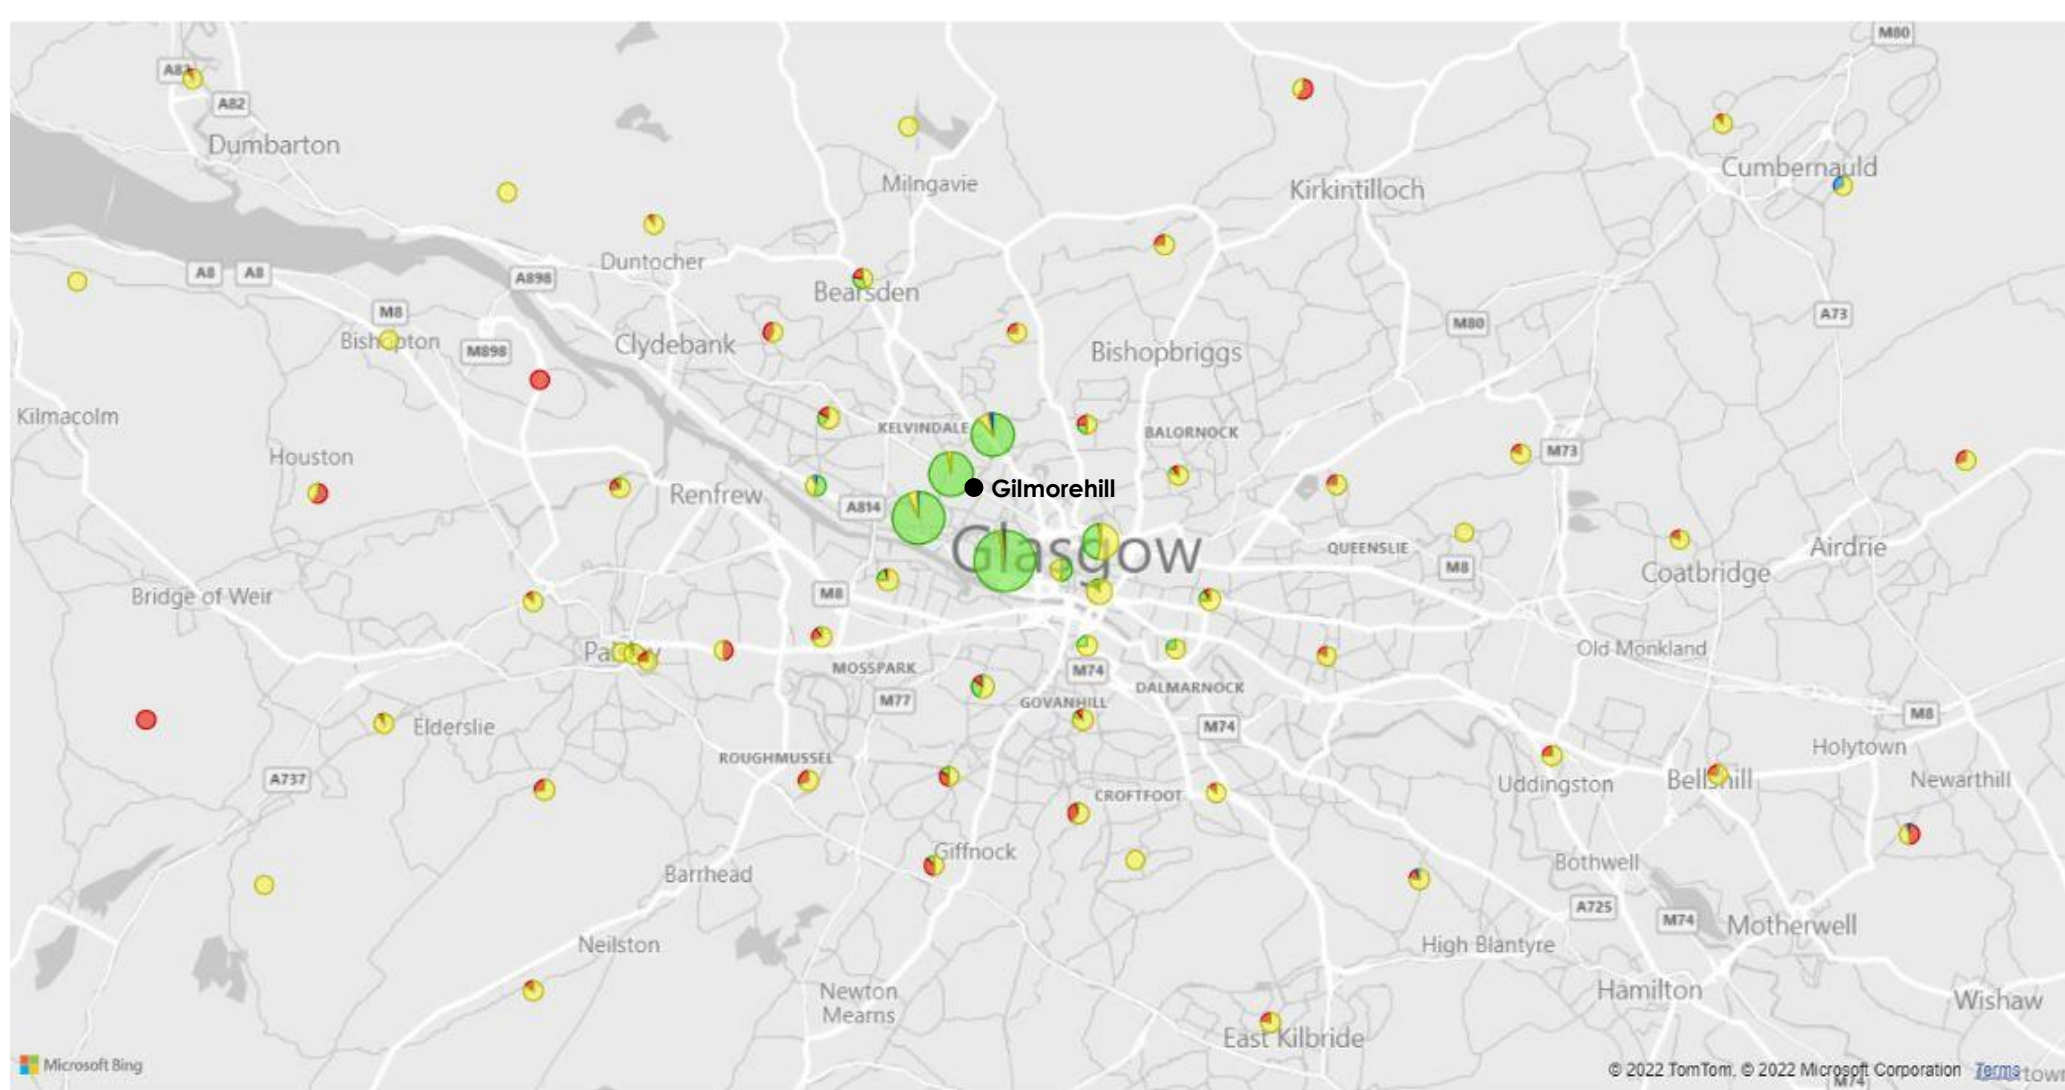 M80
A82
A82
Dumbarton
Milngavie
Cumbernauld
Kirkintilloch
Duntocher
A8
A8
A898
Bearsden
M8
Bishopton
M898
Clydebank
Bishopbriggs
M80
A73
Kilmacolm
KELVINDALE
BALORNOCK
Houston
M73
Renfrew
Gilmorehill
A814
Glasgow
QUEENSLIE
Airdrie
M8
Coatbridge
Bridge of Weir
M8
Paisley
MOSSPARK
M74
Old Monkland
DALMARNOCK
M77
GOVANHILL
M74
M8
Elderslie
ROUGHMUSSEL
Holytown
A737
Uddingston
Bellshill
Newarthill
CROFTFOOT
Giffnock
Barrhead
Bothwell
A725
M74
Motherwell
Neilston
High Blantyre
Newton
Mearns
Hamilton
Wishaw
East Kilbride
Microsoft Bing
© 2022 TomTom, © 2022 Microsoft Corporation Terms
M74